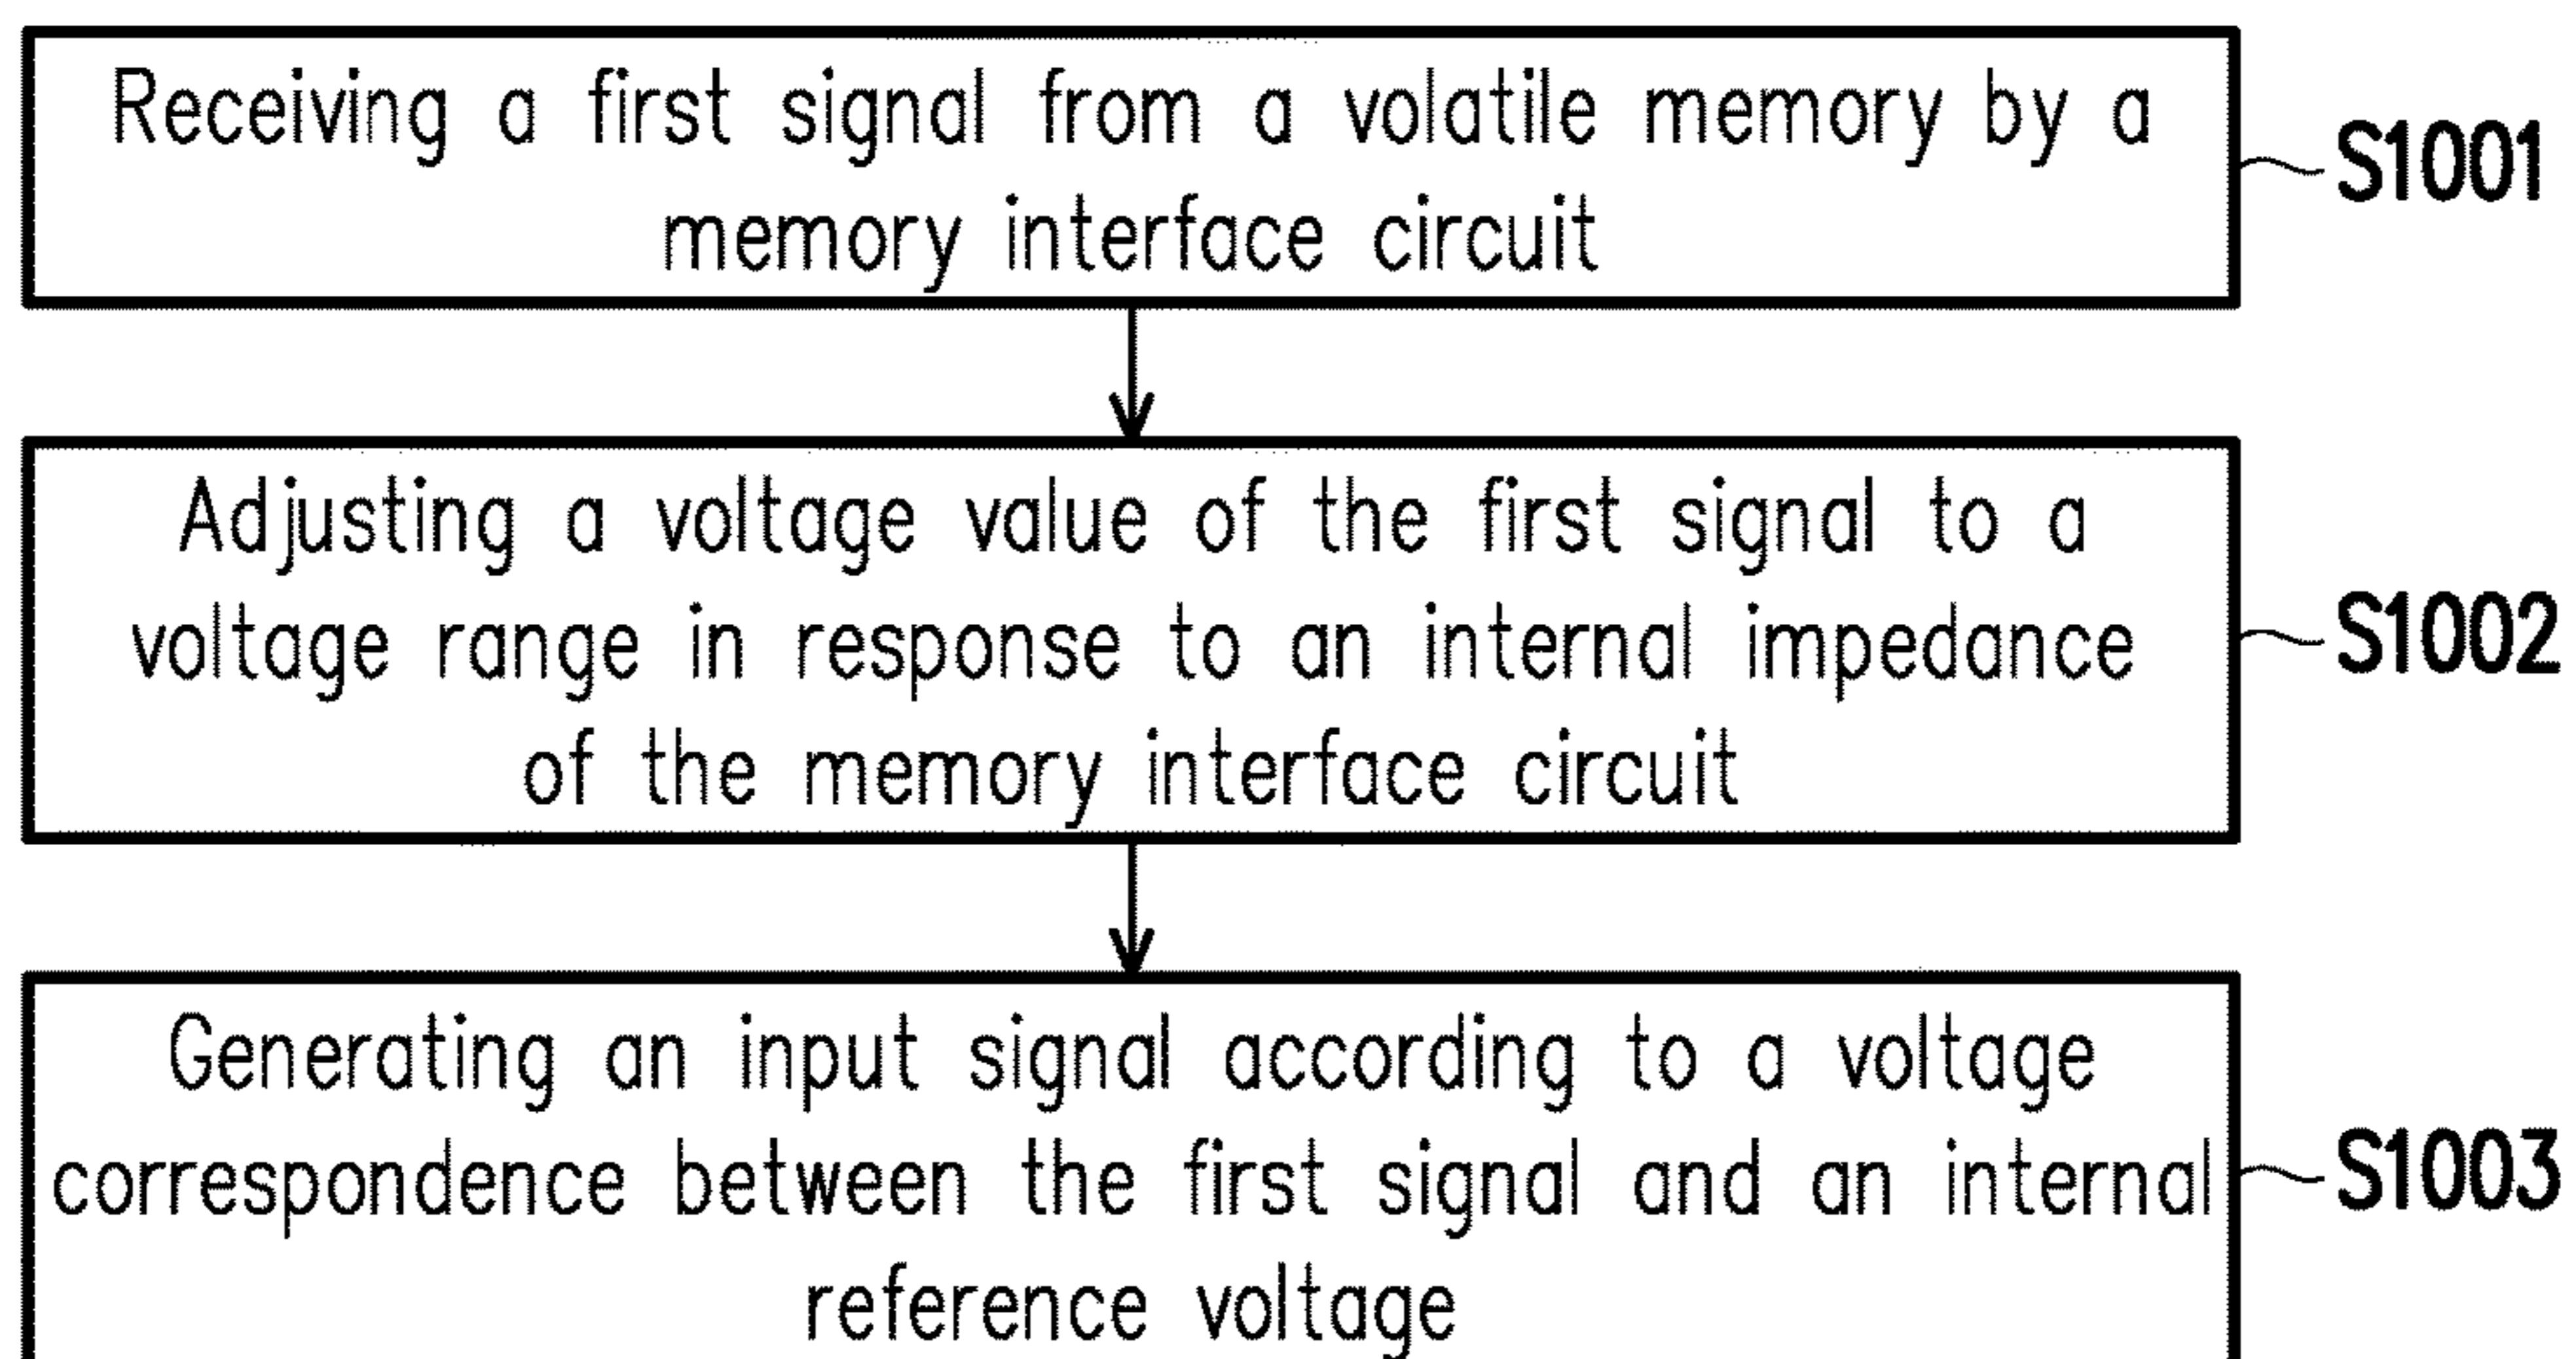 Receiving a first signal from a volatile memory by a
memory interface circuit
S1001
Adjusting a voltage value of the first signal to a
voltage range in response to an internal impedance
of the memory interface circuit
S1002
Generating an input signal according to a voltage
correspondence between the first signal and an internal
reference voltage
S1003